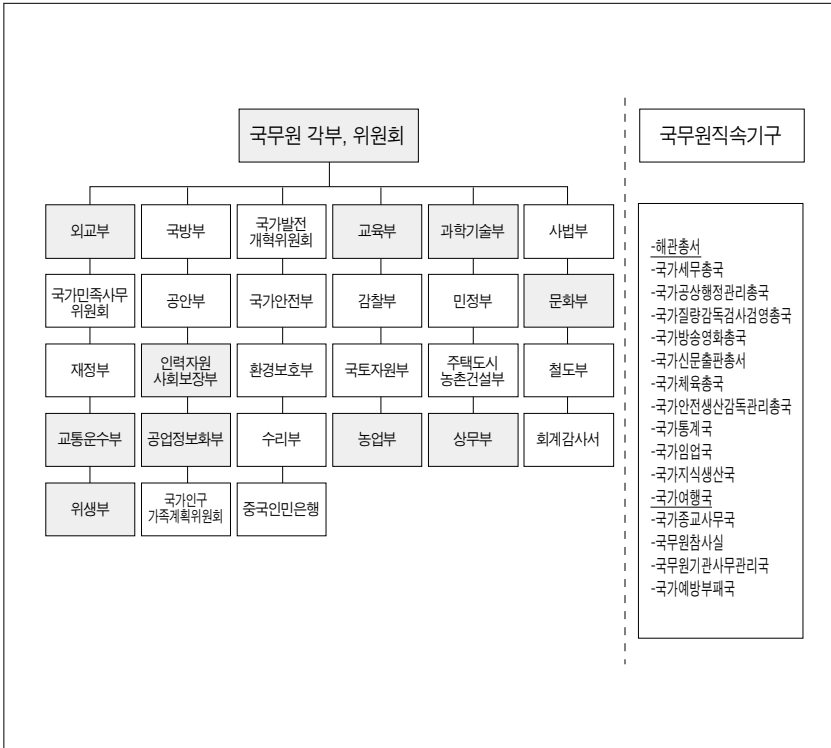 국무원 각부, 위원회
국무원직속기구
외교부
국방부
국가발전
개혁위원회
교육부
과학기술부
사법부
국가민족사무
위원회
공안부
국가안전부
감찰부
민정부
문화부
재정부
인력자원
사회보장부
환경보호부
국토자원부
주택도시
농촌건설부
철도부
교통운수부
공업정보화부
수리부
농업부
상무부
회계감사서
위생부
국가인구
가족계획위원회
중국인민은행
-해관총서
-국가세무총국
-국가공상행정관리총국
-국가질량감독검사검영총국
-국가방송영화총국
-국가신문출판총서
-국가체육총국
-국가안전생산감독관리총국
-국가통계국
-국가임업국
-국가지식생산국
-국가여행국
-국가종교사무국
-국무원참사실
-국무원기관사무관리국
-국가예방부패국